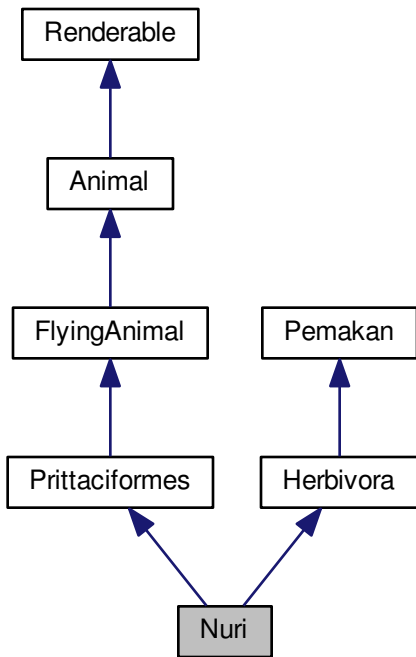 Renderable
Animal
FlyingAnimal
Pemakan
Prittaciformes
Herbivora
Nuri